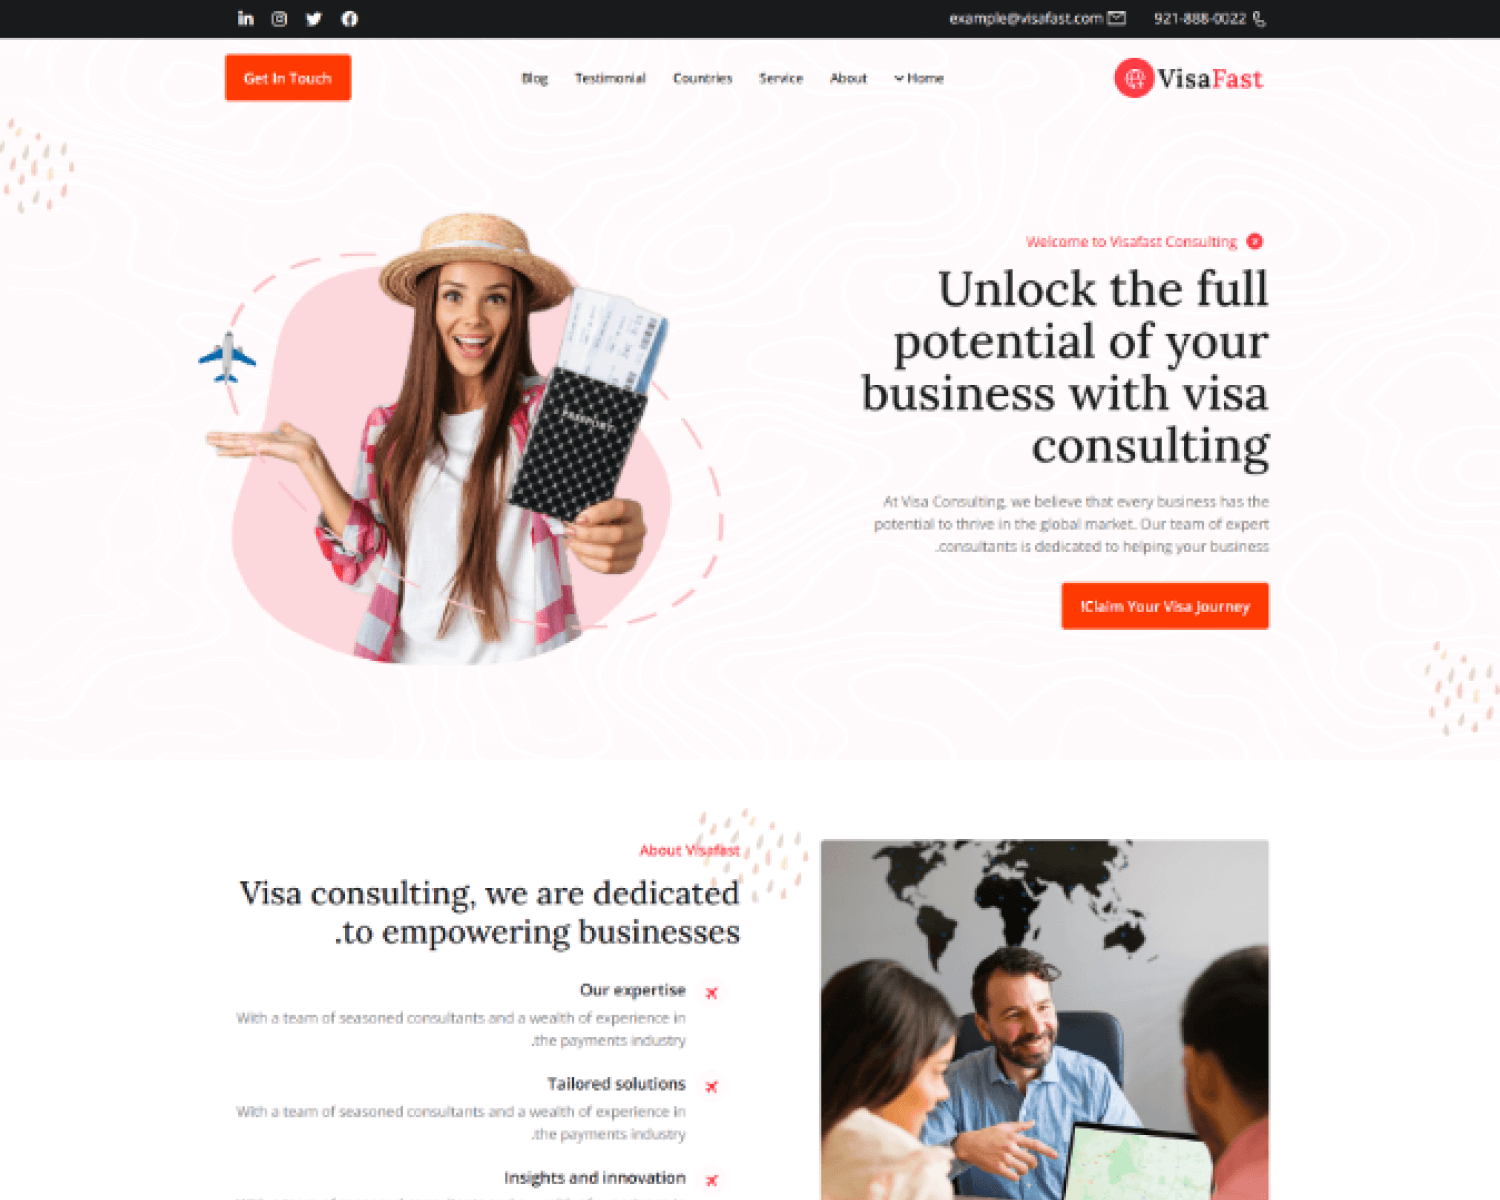 example@visafast.com 921-888-0022
Get In Touch
Blog Testimonial Countries Service About Home
VisaFast
Welcome to Visafast Consulting
Unlock the full
potential of your
business with visa
consulting
At Visa Consulting, we believe that every business has the
potential to thrive in the global market. Our team of expert
.consultants is dedicated to helping your business
!Claim Your Visa Journey
PASSPORT
About Visafast
Visa consulting, we are dedicated
.to empowering businesses
Our expertise
With a team of seasoned consultants and a wealth of experience in
.the payments industry
Tailored solutions
With a team of seasoned consultants and a wealth of experience in
.the payments industry
Insights and innovation